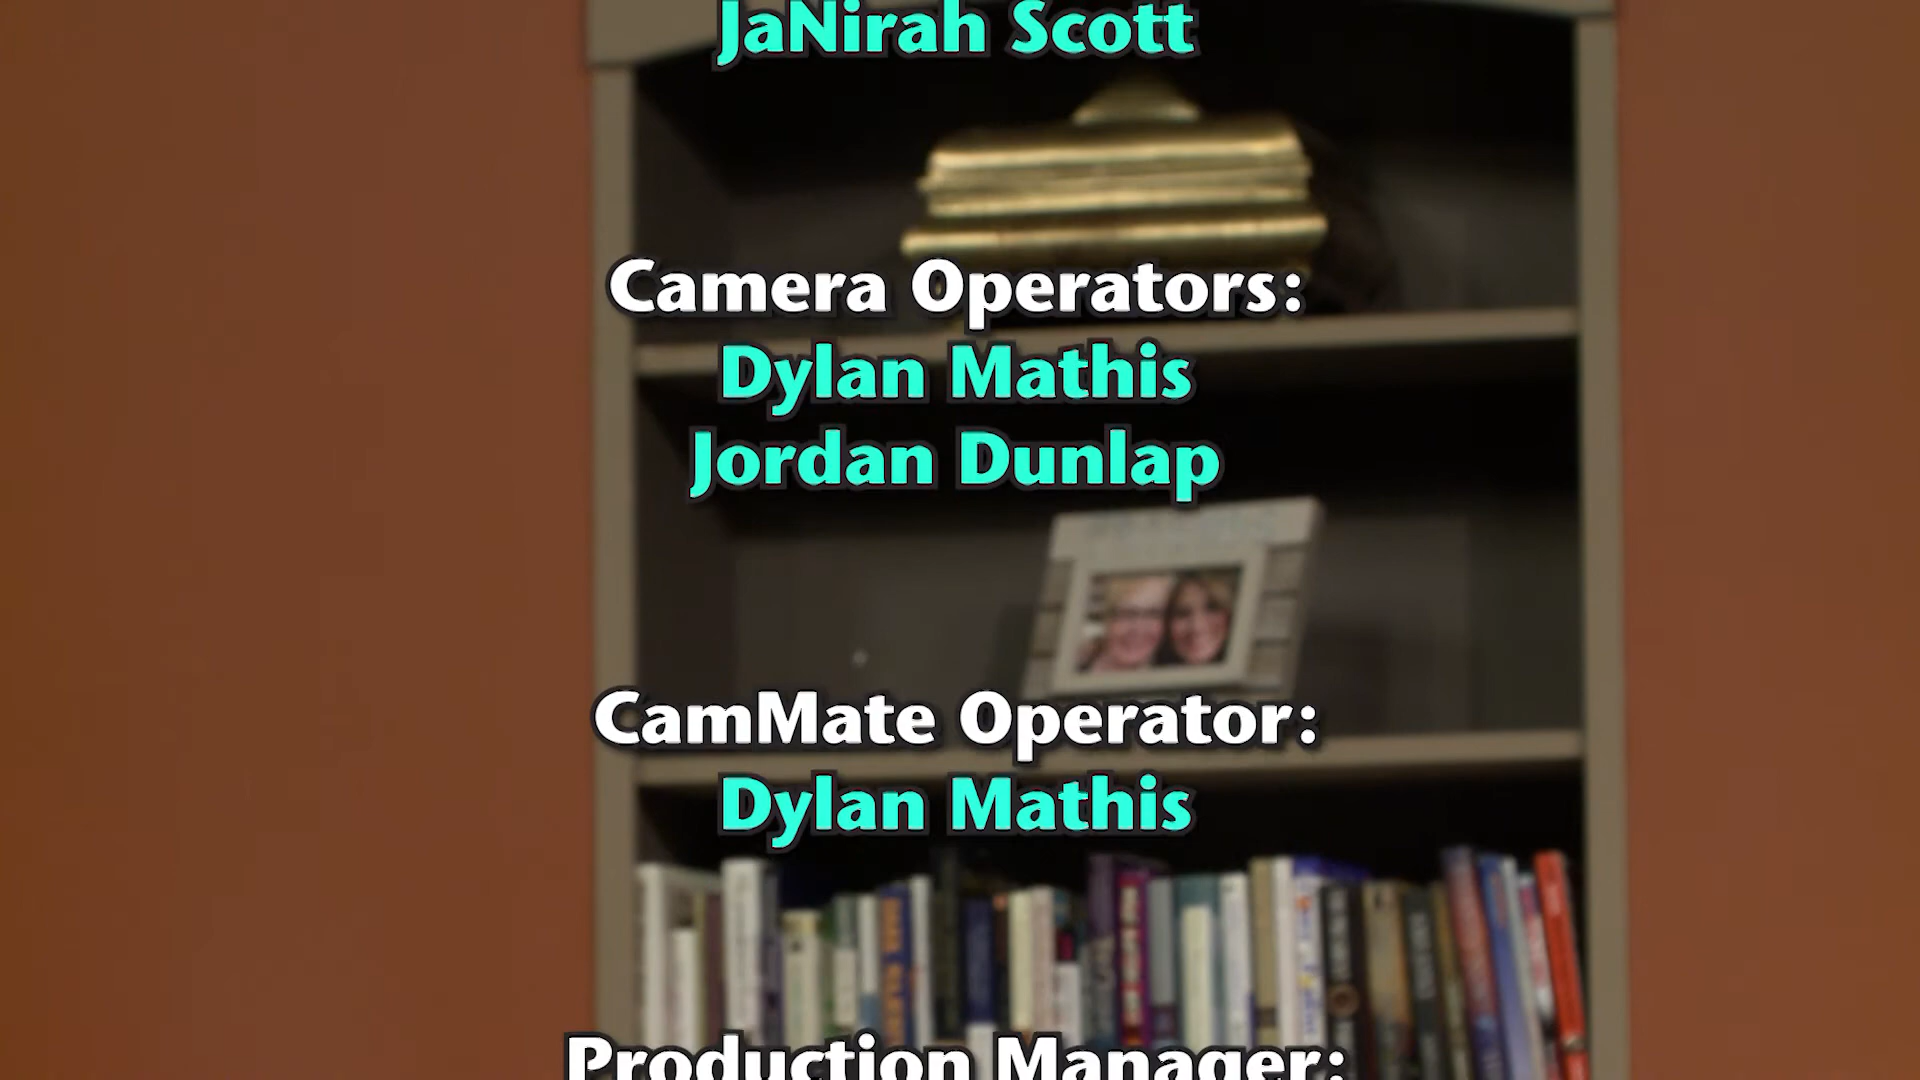 JaNirah Scott
Camera Operators:
Dylan Mathis
Jordan Dunlap
CamMate Operator:
Dylan Mathis
Production Manager: